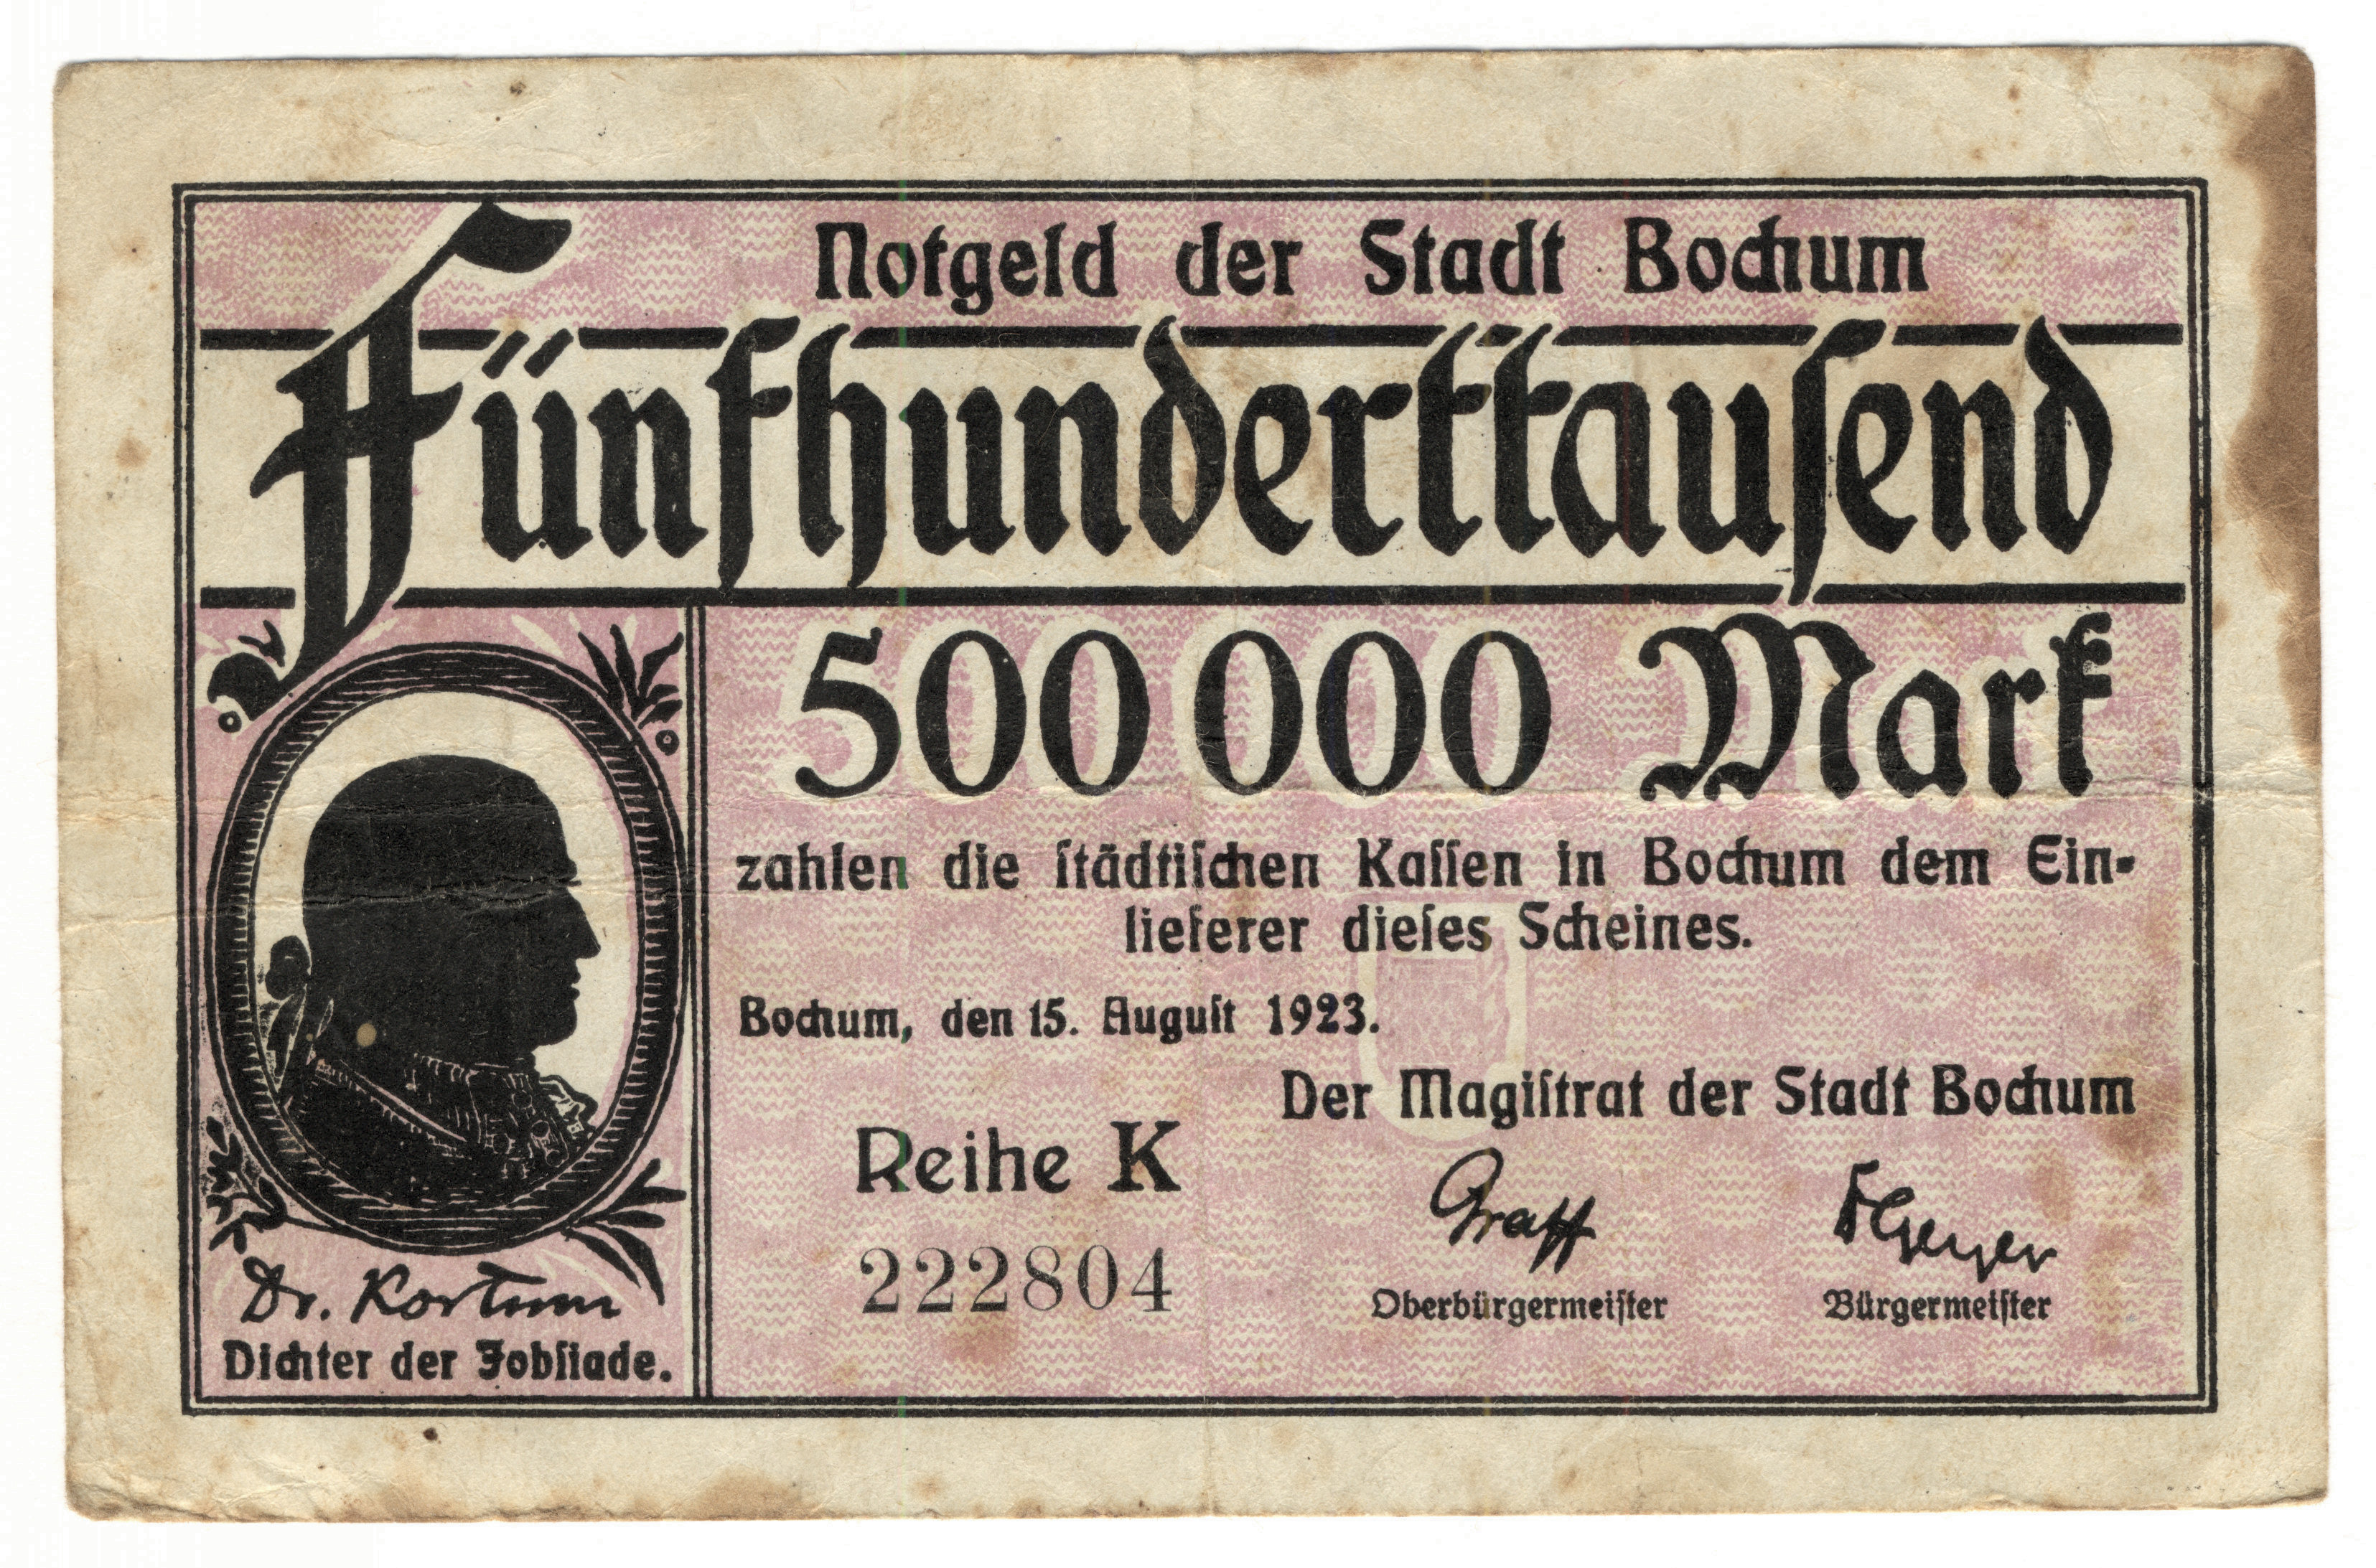 Notgeld der Stadt Bochum
Fünfhunderttauſend
500 000 Mark
zahlen die ſtädtiſchen Kaſſen in Bochum dem Ein-
lieferer dieſes Scheines.
Bochum, den 15. Auguſt 1923.
Der Magiſtrat der Stadt Bochum
Reihe K
222804
Graff
Oberbürgermeiſter
Geyer
Bürgermeiſter
Dr. Kortum
Dichter der Jobſiade.